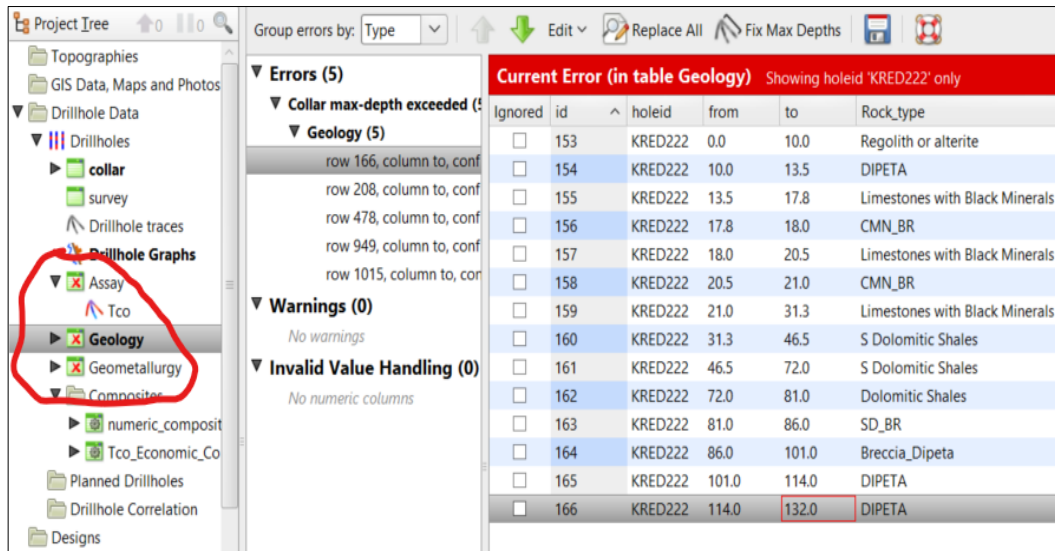 Project Tree 0 0
Topographies
GIS Data, Maps and Photos
Drillhole Data
Drillholes
collar
survey
Drillhole traces
Drillhole Graphs
Assay
Tco
Geology
Geometallurgy
Composites
numeric_composit
Tco_Economic_Co
Planned Drillholes
Drillhole Correlation
Designs
Group errors by: Type Edit Replace All Fix Max Depths
Errors (5)
Collar max-depth exceeded (5
Geology (5)
row 166, column to, conf
row 208, column to, conf
row 478, column to, conf
row 949, column to, conf
row 1015, column to, con
Warnings (0)
No warnings
Invalid Value Handling (0)
No numeric columns
Current Error (in table Geology) Showing holeid 'KRED222' only
Ignored id holeid from to Rock_type
153 KRED222 0.0 10.0 Regolith or alterite
154 KRED222 10.0 13.5 DIPETA
155 KRED222 13.5 17.8 Limestones with Black Minerals
156 KRED222 17.8 18.0 CMN_BR
157 KRED222 18.0 20.5 Limestones with Black Minerals
158 KRED222 20.5 21.0 CMN_BR
159 KRED222 21.0 31.3 Limestones with Black Minerals
160 KRED222 31.3 46.5 S Dolomitic Shales
161 KRED222 46.5 72.0 S Dolomitic Shales
162 KRED222 72.0 81.0 Dolomitic Shales
163 KRED222 81.0 86.0 SD_BR
164 KRED222 86.0 101.0 Breccia_Dipeta
165 KRED222 101.0 114.0 DIPETA
166 KRED222 114.0 132.0 DIPETA